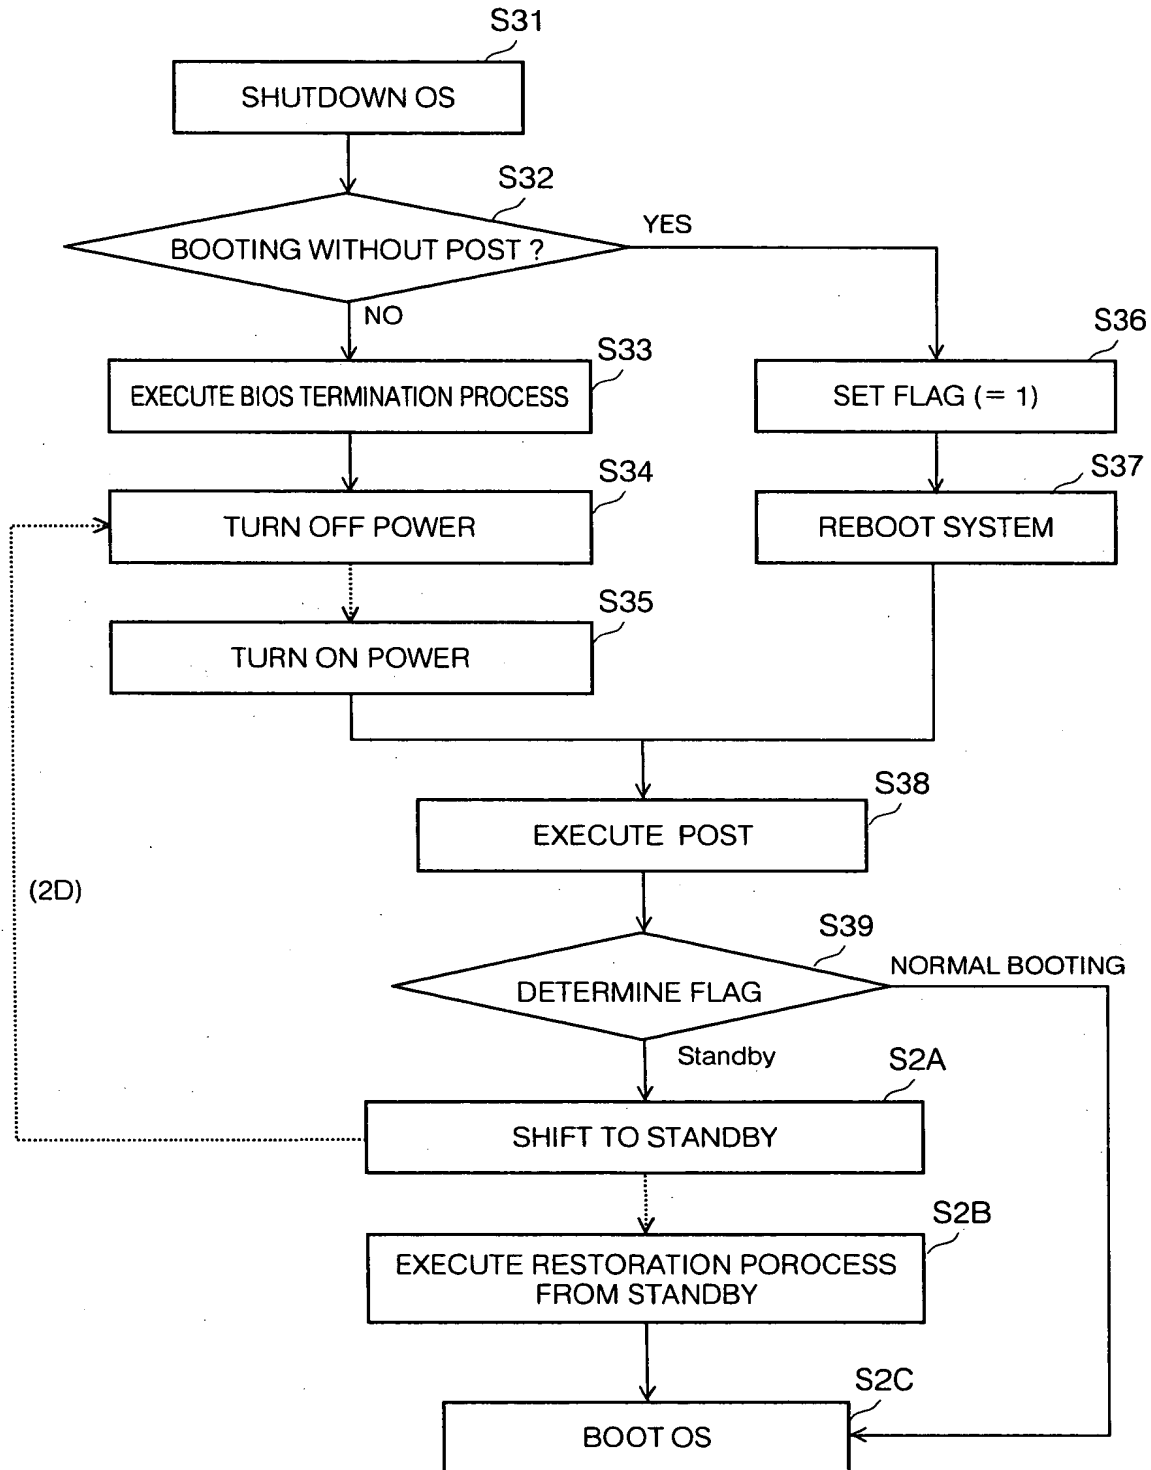 S31
SHUTDOWN OS
S32
BOOTING WITHOUT POST ?
YES
NO
S33
EXECUTE BIOS TERMINATION PROCESS
S36
SET FLAG (= 1)
S34
TURN OFF POWER
S37
REBOOT SYSTEM
S35
TURN ON POWER
S38
EXECUTE POST
(2D)
S39
DETERMINE FLAG
NORMAL BOOTING
Standby
S2A
SHIFT TO STANDBY
S2B
EXECUTE RESTORATION POROCESS
FROM STANDBY
S2C
BOOT OS